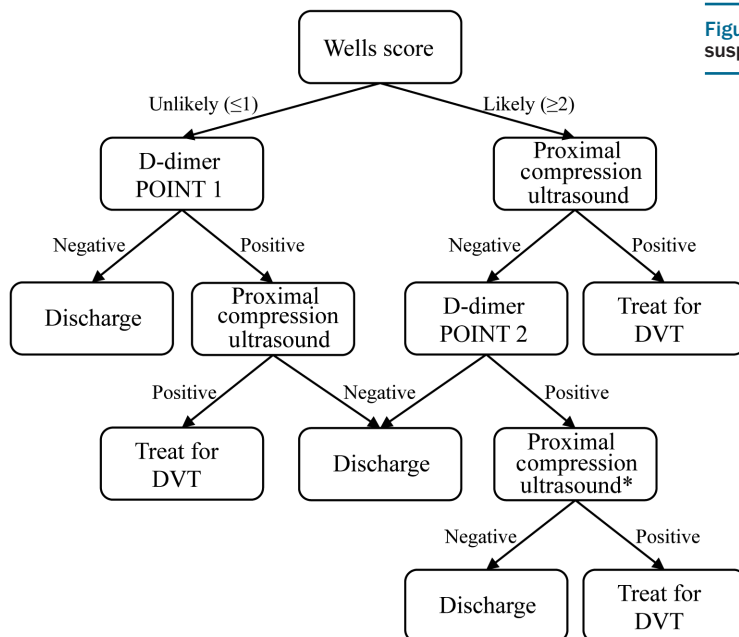 Figu
susp
Wells score
Unlikely (≤1)
Likely (≥2)
D-dimer
POINT 1
Proximal
compression
ultrasound
Negative
Positive
Negative
Positive
Discharge
Proximal
compression
ultrasound
D-dimer
POINT 2
Treat for
DVT
Positive
Negative
Positive
Treat for
DVT
Discharge
Proximal
compression
ultrasound*
Negative
Positive
Discharge
Treat for
DVT